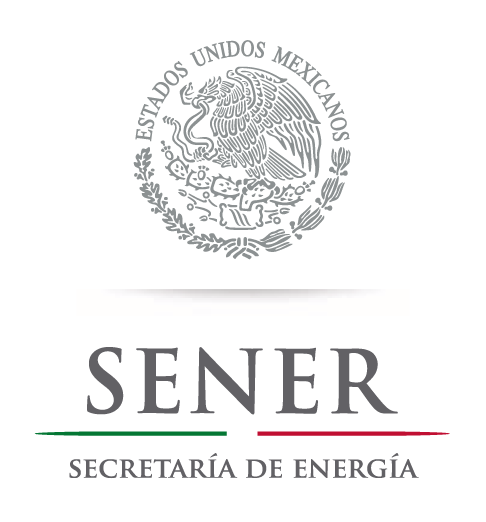 ESTADOS UNIDOS MEXICANOS
SENER
SECRETARÍA DE ENERGÍA